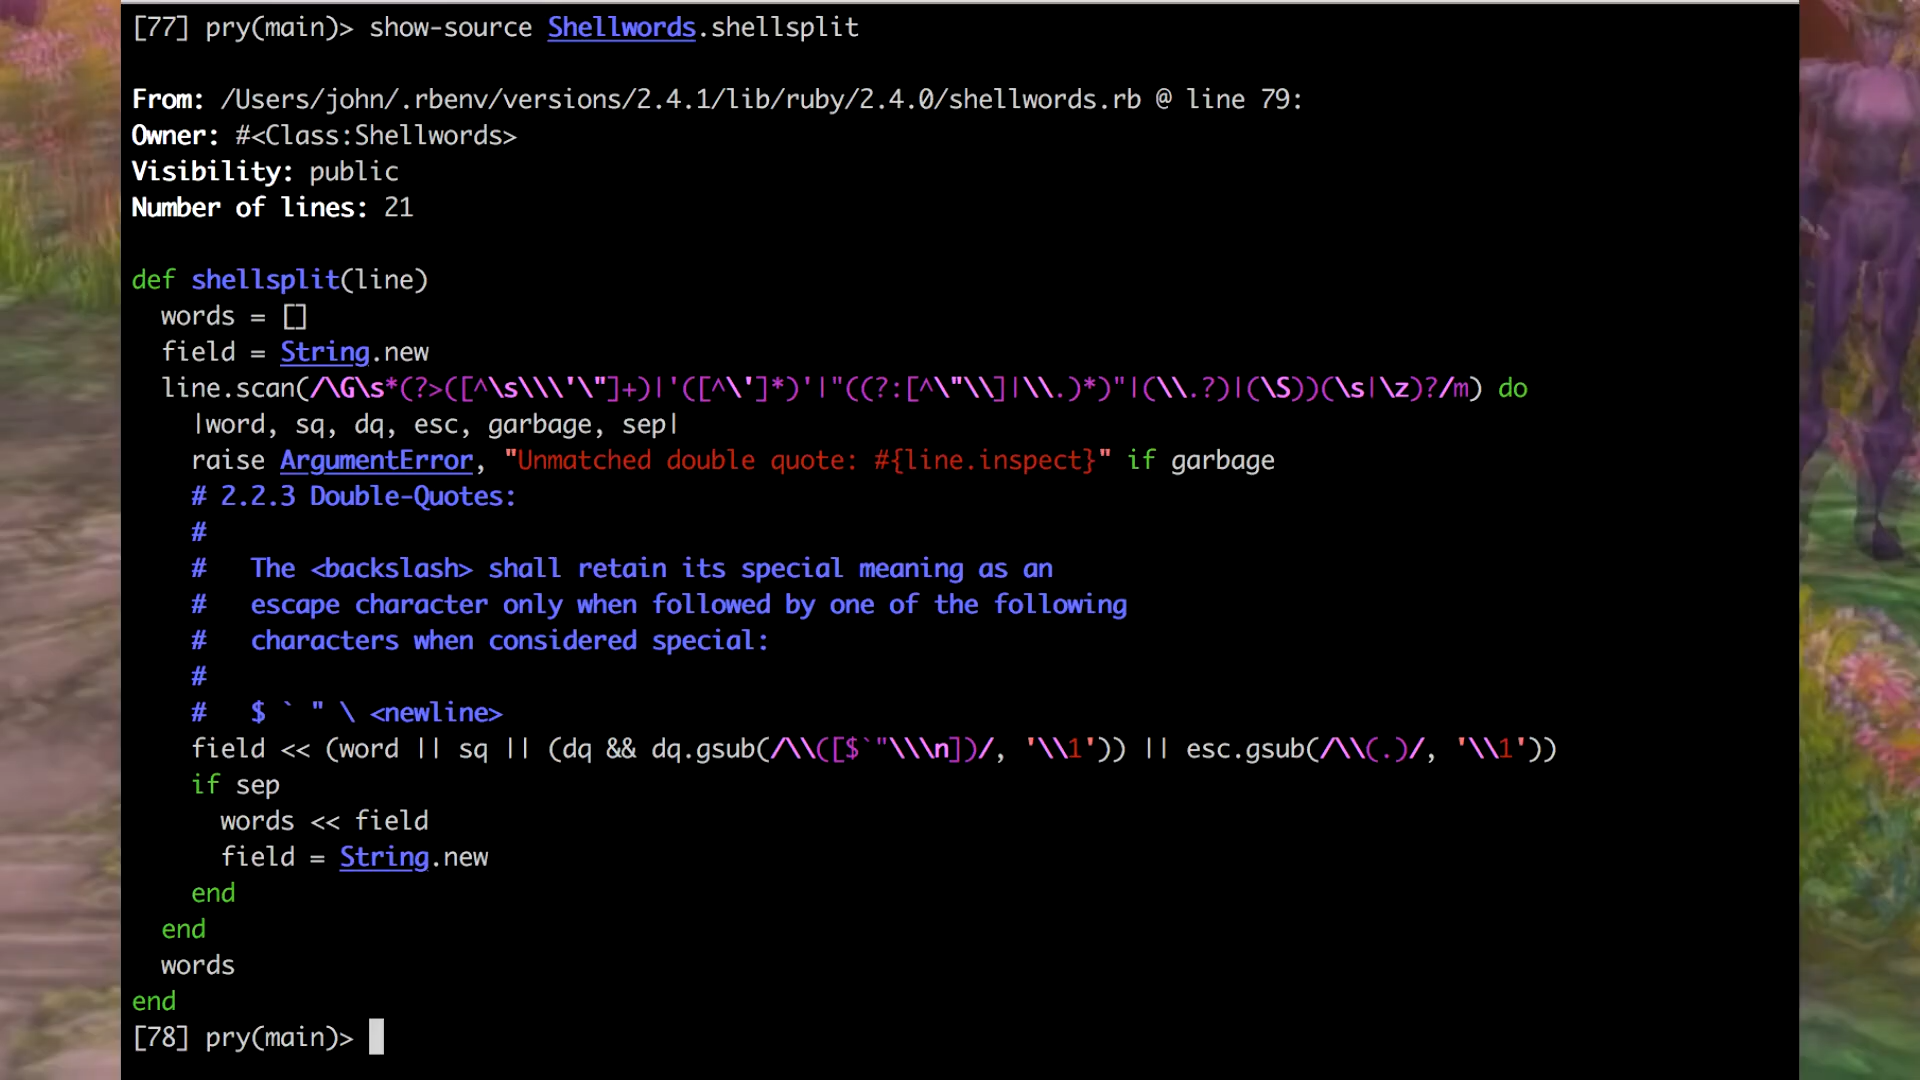 [77] pry(main)> show-source Shellwords.shellsplit
From: /Users/john/.rbenv/versions/2.4.1/lib/ruby/2.4.0/shellwords.rb @ line 79:
Owner: #<Class:Shellwords>
Visibility: public
Number of lines: 21
def shellsplit(line)
  words = []
  field = String.new
  line.scan(/\G\s*(?>([^\s\\\'\"]+)|'([^\']*)'|"((?:[^\"\\]|\\.)*)"|(\\.?)|(\S))(\s|\z)?/m) do
    |word, sq, dq, esc, garbage, sep|
    raise ArgumentError, "Unmatched double quote: #{line.inspect}" if garbage
    # 2.2.3 Double-Quotes:
    #
    #   The <backslash> shall retain its special meaning as an
    #   escape character only when followed by one of the following
    #   characters when considered special:
    #
    #   $ ` " \ <newline>
    field << (word || sq || (dq && dq.gsub(/\\([$`"\\\n])/, '\\1')) || esc.gsub(/\\(.)/, '\\1'))
    if sep
      words << field
      field = String.new
    end
  end
  words
end
[78] pry(main)>